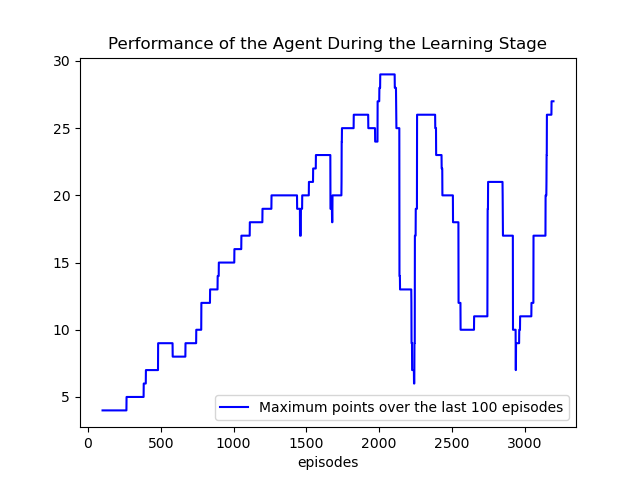 Performance of the Agent During the Learning Stage
30
25
20
15
10
5
Maximum points over the last 100 episodes
0 500 1000 1500 2000 2500 3000
episodes